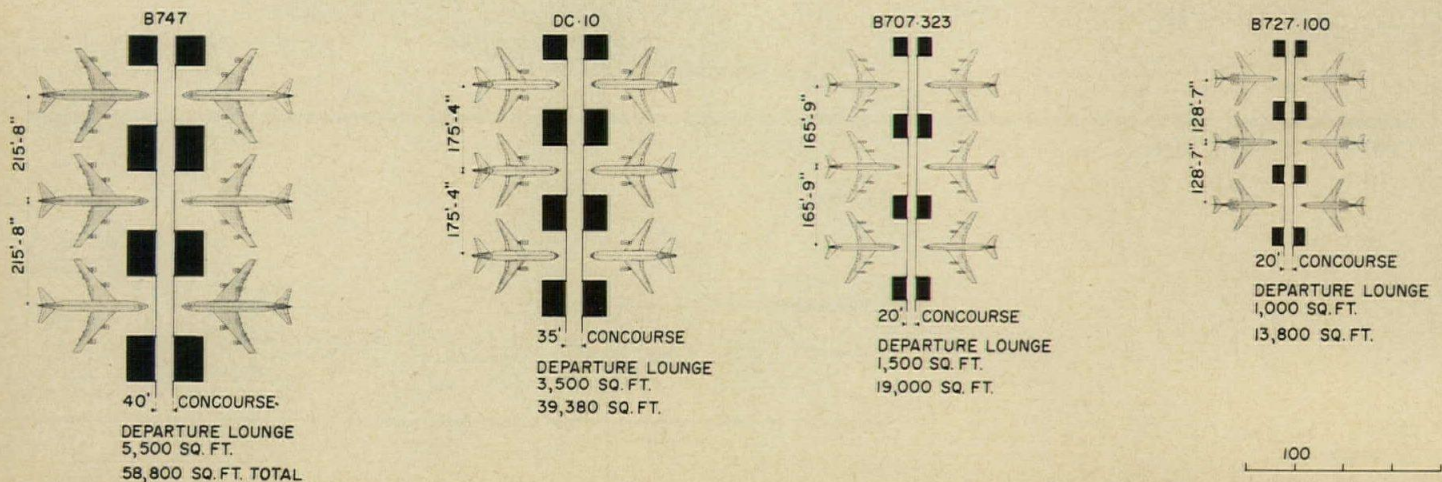 B747
215'-8"
215'-8"
40' CONCOURSE
DEPARTURE LOUNGE
5,500 SQ. FT.
58,800 SQ. FT. TOTAL
DC-10
175'-4"
175'-4"
35' CONCOURSE
DEPARTURE LOUNGE
3,500 SQ. FT.
39,380 SQ. FT.
B707-323
165'-9"
165'-9"
20' CONCOURSE
DEPARTURE LOUNGE
1,500 SQ. FT.
19,000 SQ. FT.
B727-100
128'-7"
128'-7"
20' CONCOURSE
DEPARTURE LOUNGE
1,000 SQ. FT.
13,800 SQ. FT.
100